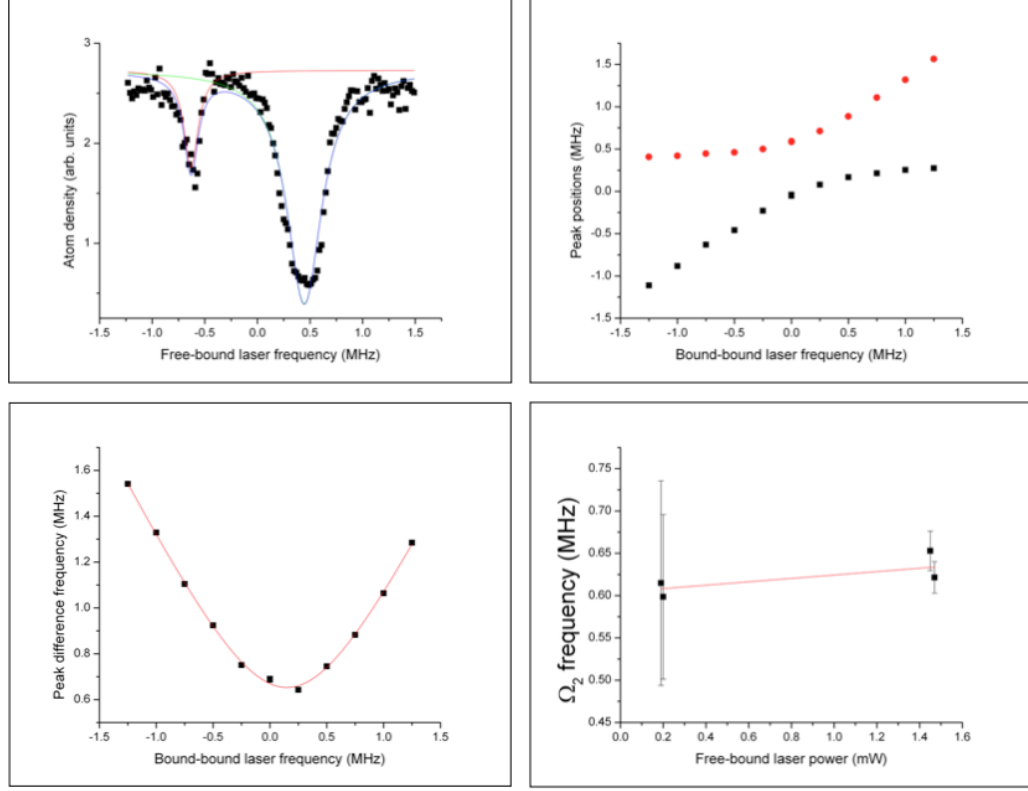 3
2
1
-1.5 -1.0 -0.5 0.0 0.5 1.0 1.5
Atom density (arb. units)
Free-bound laser frequency (MHz)
1.5
1.0
0.5
0.0
-0.5
-1.0
-1.5
-1.5 -1.0 -0.5 0.0 0.5 1.0 1.5
Peak positions (MHz)
Bound-bound laser frequency (MHz)
1.6
1.4
1.2
1.0
0.8
0.6
-1.5 -1.0 -0.5 0.0 0.5 1.0 1.5
Peak difference frequency (MHz)
Bound-bound laser frequency (MHz)
0.75
0.70
0.65
0.60
0.55
0.50
0.45
0.0 0.2 0.4 0.6 0.8 1.0 1.2 1.4 1.6
Ω₂ frequency (MHz)
Free-bound laser power (mW)